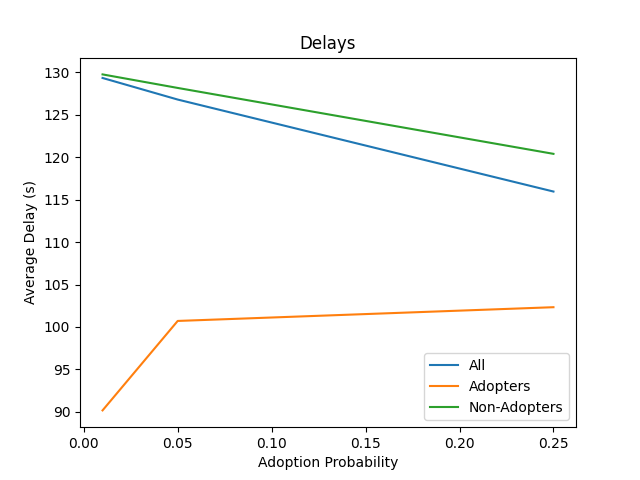 Delays
130
125
120
115
110
105
100
95
90
Average Delay (s)
0.00 0.05 0.10 0.15 0.20 0.25
Adoption Probability
All
Adopters
Non-Adopters